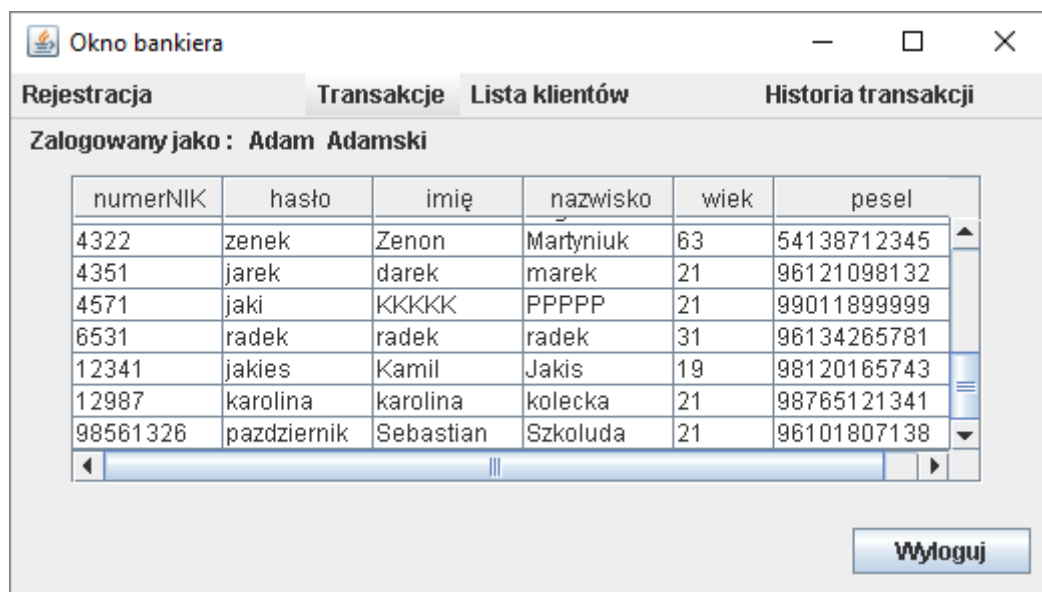 Okno bankiera
Rejestracja Transakcje Lista klientów Historia transakcji
Zalogowany jako : Adam Adamski
numerNIK hasło imię nazwisko wiek pesel
4322 zenek Zenon Martyniuk 63 54138712345
4351 jarek darek marek 21 96121098132
4571 jaki KKKKK PPPPP 21 99011899999
6531 radek radek radek 31 96134265781
12341 jakies Kamil Jakis 19 98120165743
12987 karolina karolina kolecka 21 98765121341
98561326 pazdziernik Sebastian Szkoluda 21 96101807138
Wyloguj